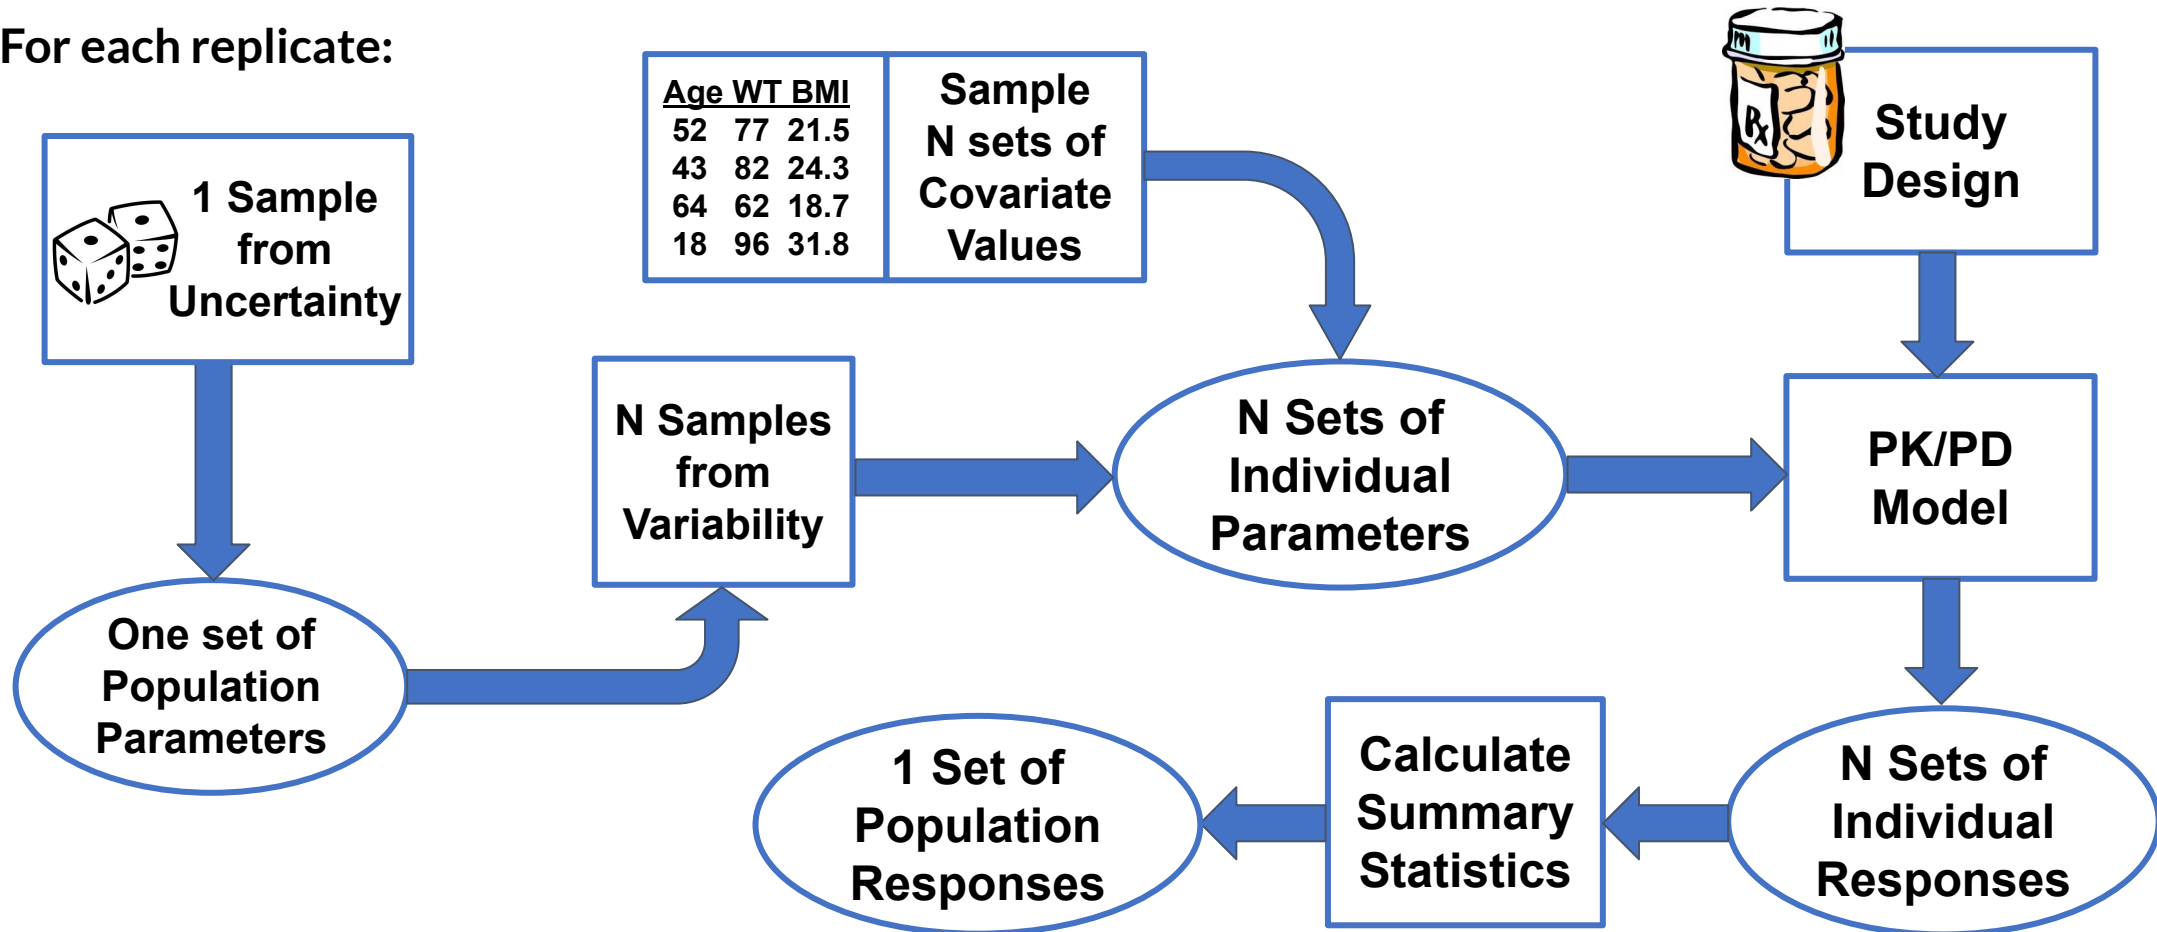 For each replicate:
1 Sample
from
Uncertainty
One set of
Population
Parameters
N Samples
from
Variability
Age WT BMI
52 77 21.5
43 82 24.3
64 62 18.7
18 96 31.8
Sample
N sets of
Covariate
Values
N Sets of
Individual
Parameters
Rx
Study
Design
PK/PD
Model
N Sets of
Individual
Responses
Calculate
Summary
Statistics
1 Set of
Population
Responses